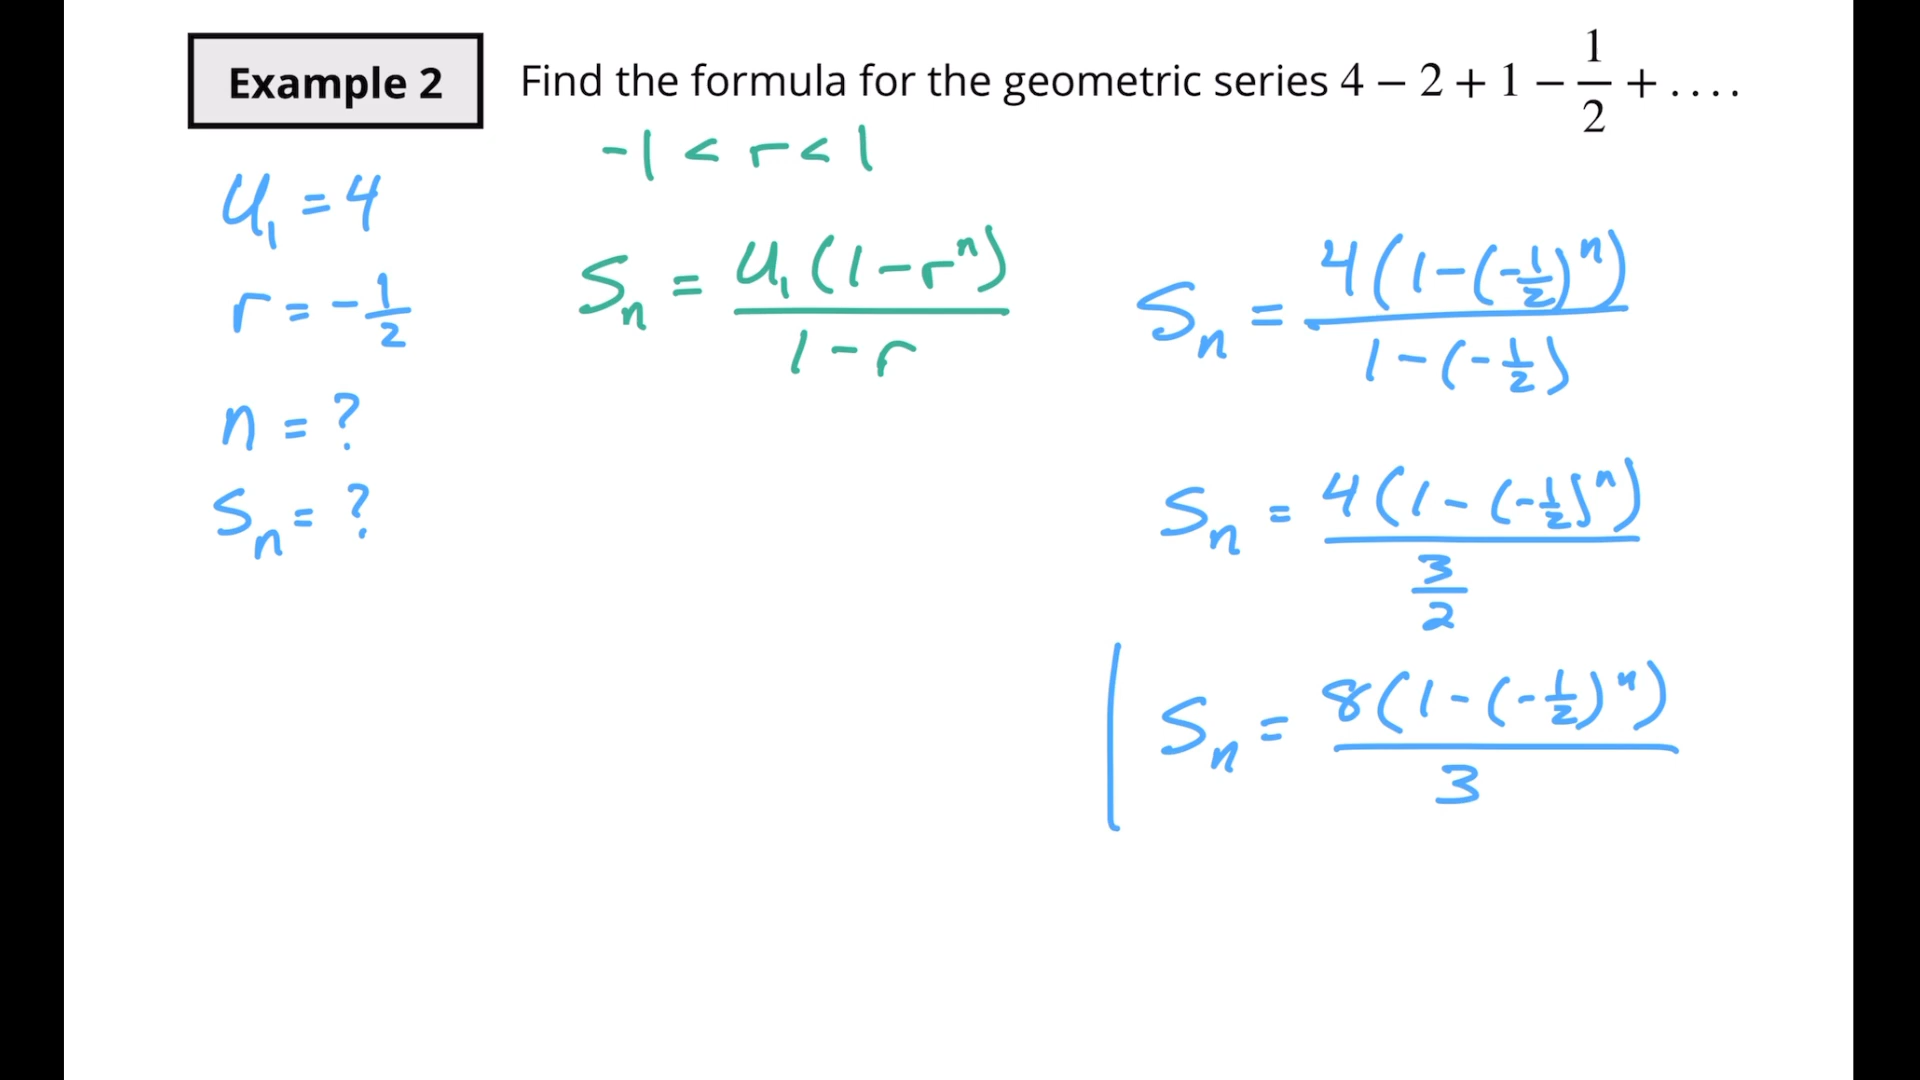 Example 2 Find the formula for the geometric series 4 − 2 + 1 − 1/2 + . . . .
-1 < r < 1
u₁ = 4
r = -1/2
n = ?
Sₙ = ?
Sₙ = u₁(1-rⁿ)/(1-r)
Sₙ = 4(1-(-1/2)ⁿ)/(1-(-1/2))
Sₙ = 4(1-(-1/2)ⁿ)/(3/2)
Sₙ = 8(1-(-1/2)ⁿ)/3